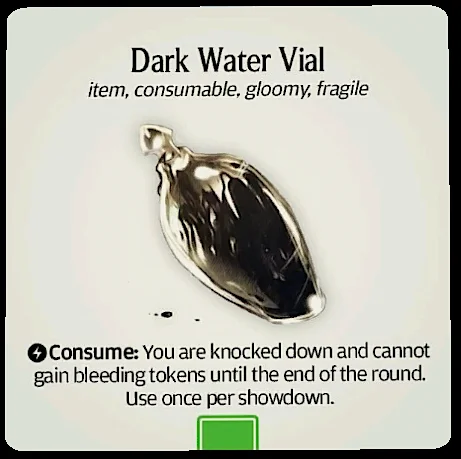 Dark Water Vial
item, consumable, gloomy, fragile
Consume: You are knocked down and cannot
gain bleeding tokens until the end of the round.
Use once per showdown.